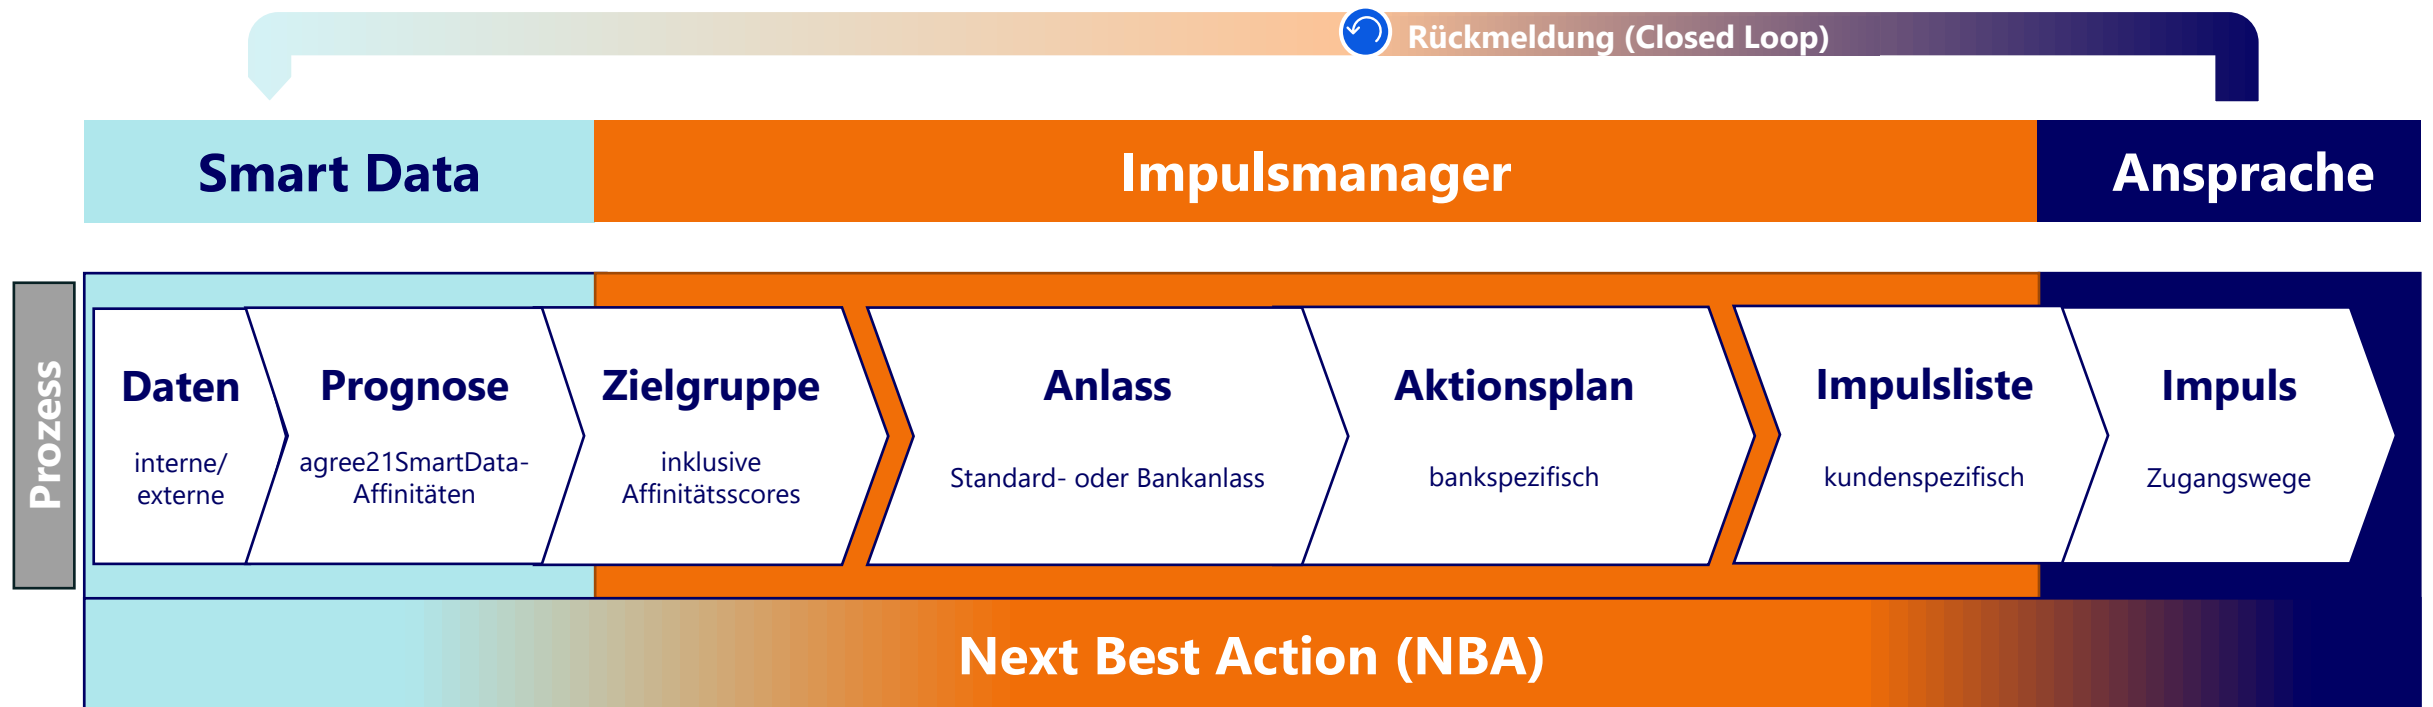 Rückmeldung (Closed Loop)
Smart Data
Impulsmanager
Ansprache
Prozess
Daten
interne/
externe
Prognose
agree21SmartData-
Affinitäten
Zielgruppe
inklusive
Affinitätsscores
Anlass
Standard- oder Bankanlass
Aktionsplan
bankspezifisch
Impulsliste
kundenspezifisch
Impuls
Zugangswege
Next Best Action (NBA)